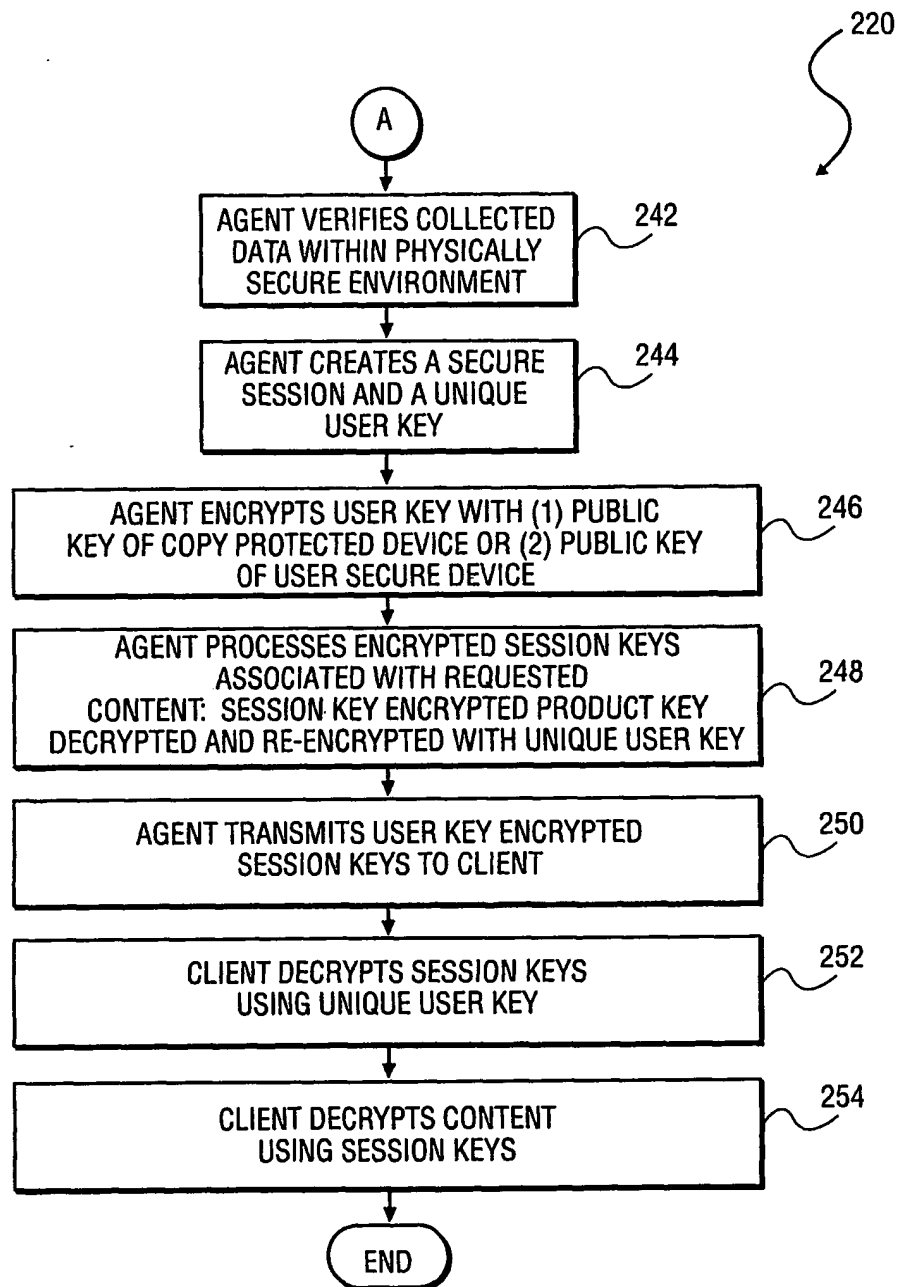 220
A
AGENT VERIFIES COLLECTED
DATA WITHIN PHYSICALLY
SECURE ENVIRONMENT
242
AGENT CREATES A SECURE
SESSION AND A UNIQUE
USER KEY
244
AGENT ENCRYPTS USER KEY WITH (1) PUBLIC
KEY OF COPY PROTECTED DEVICE OR (2) PUBLIC KEY
OF USER SECURE DEVICE
246
AGENT PROCESSES ENCRYPTED SESSION KEYS
ASSOCIATED WITH REQUESTED
CONTENT: SESSION KEY ENCRYPTED PRODUCT KEY
DECRYPTED AND RE-ENCRYPTED WITH UNIQUE USER KEY
248
AGENT TRANSMITS USER KEY ENCRYPTED
SESSION KEYS TO CLIENT
250
CLIENT DECRYPTS SESSION KEYS
USING UNIQUE USER KEY
252
CLIENT DECRYPTS CONTENT
USING SESSION KEYS
254
END